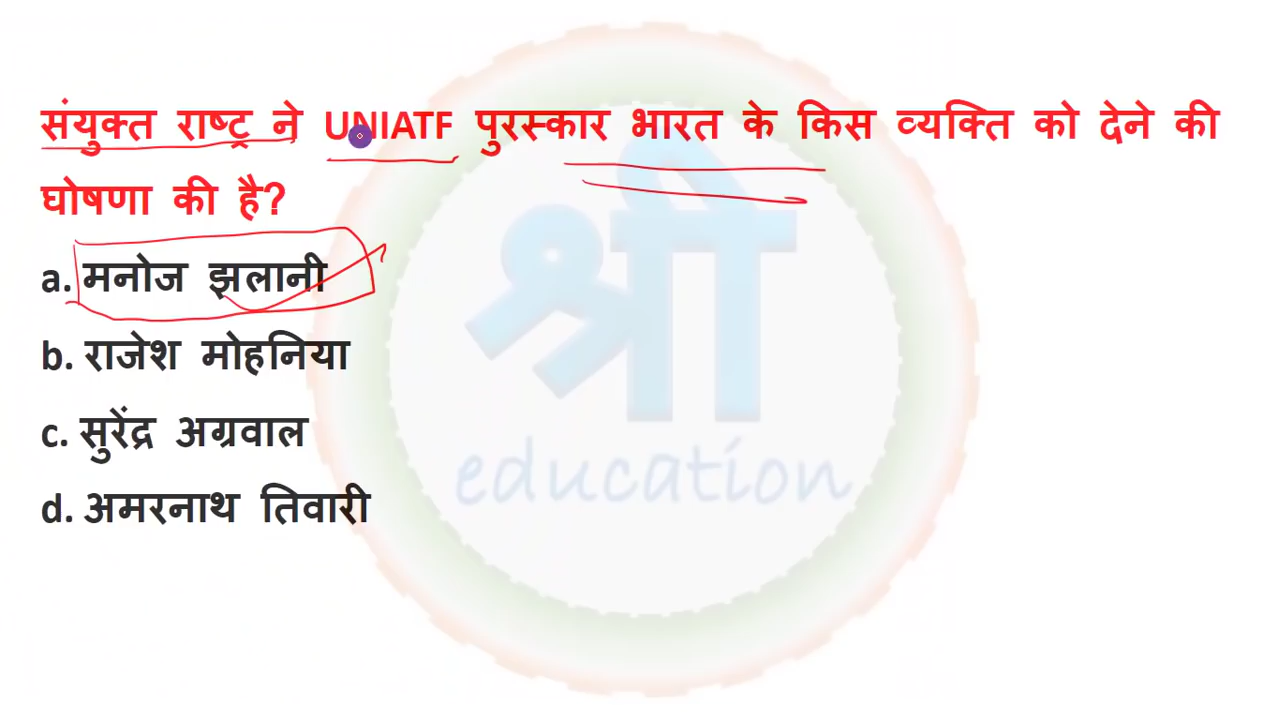 संयुक्त राष्ट्र ने UNIATF पुरस्कार भारत के किस व्यक्ति को देने की
घोषणा की है?
a. मनोज झलानी
b. राजेश मोहनिया
c. सुरेंद्र अग्रवाल
d. अमरनाथ तिवारी
श्री
education